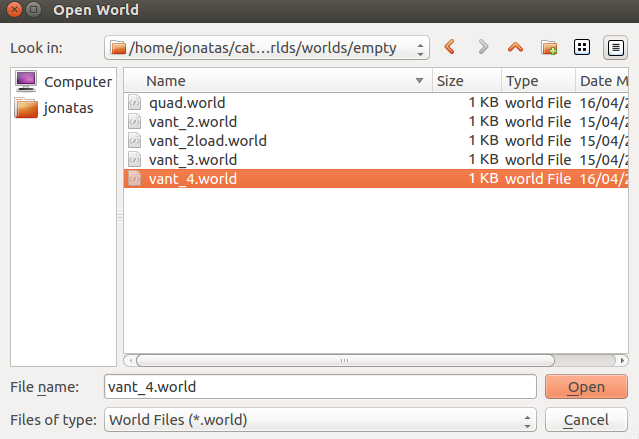 Open World
Look in: /home/jonatas/cat...rlds/worlds/empty
Computer
jonatas
Name Size Type Date M
quad.world 1 KB world File 16/04/2
vant_2.world 1 KB world File 15/04/2
vant_2load.world 1 KB world File 15/04/2
vant_3.world 1 KB world File 15/04/2
vant_4.world 1 KB world File 16/04/2
File name: vant_4.world Open
Files of type: World Files (*.world) Cancel